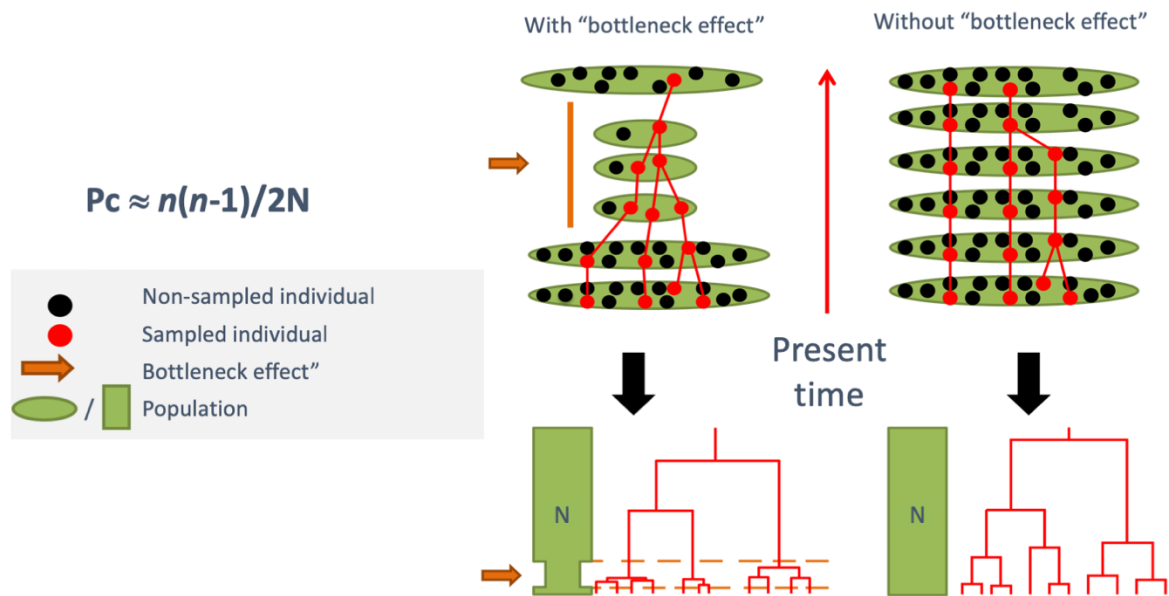 With “bottleneck effect”
Without “bottleneck effect”
Pc ≈ n(n-1)/2N
Non-sampled individual
Sampled individual
Bottleneck effect”
/
Population
Present
time
N
N